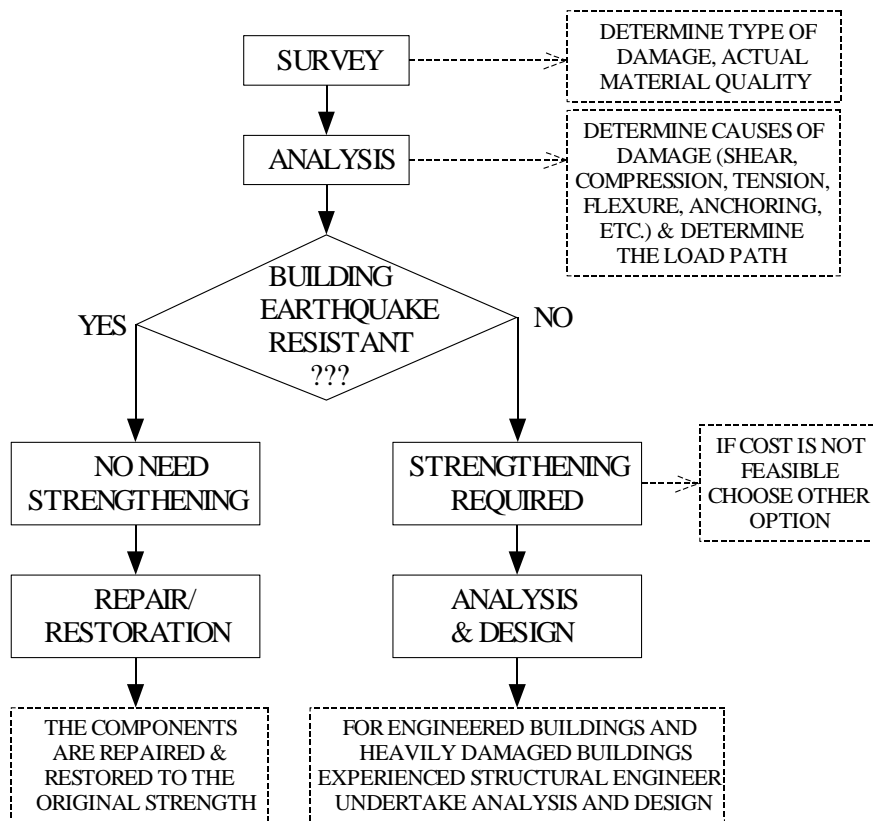 SURVEY
DETERMINE TYPE OF
DAMAGE, ACTUAL
MATERIAL QUALITY
ANALYSIS
DETERMINE CAUSES OF
DAMAGE (SHEAR,
COMPRESSION, TENSION,
FLEXURE, ANCHORING,
ETC.) & DETERMINE
THE LOAD PATH
BUILDING
EARTHQUAKE
RESISTANT
???
YES
NO
NO NEED
STRENGTHENING
STRENGTHENING
REQUIRED
IF COST IS NOT
FEASIBLE
CHOOSE OTHER
OPTION
REPAIR/
RESTORATION
ANALYSIS
& DESIGN
THE COMPONENTS
ARE REPAIRED &
RESTORED TO THE
ORIGINAL STRENGTH
FOR ENGINEERED BUILDINGS AND
HEAVILY DAMAGED BUILDINGS
EXPERIENCED STRUCTURAL ENGINEER
UNDERTAKE ANALYSIS AND DESIGN